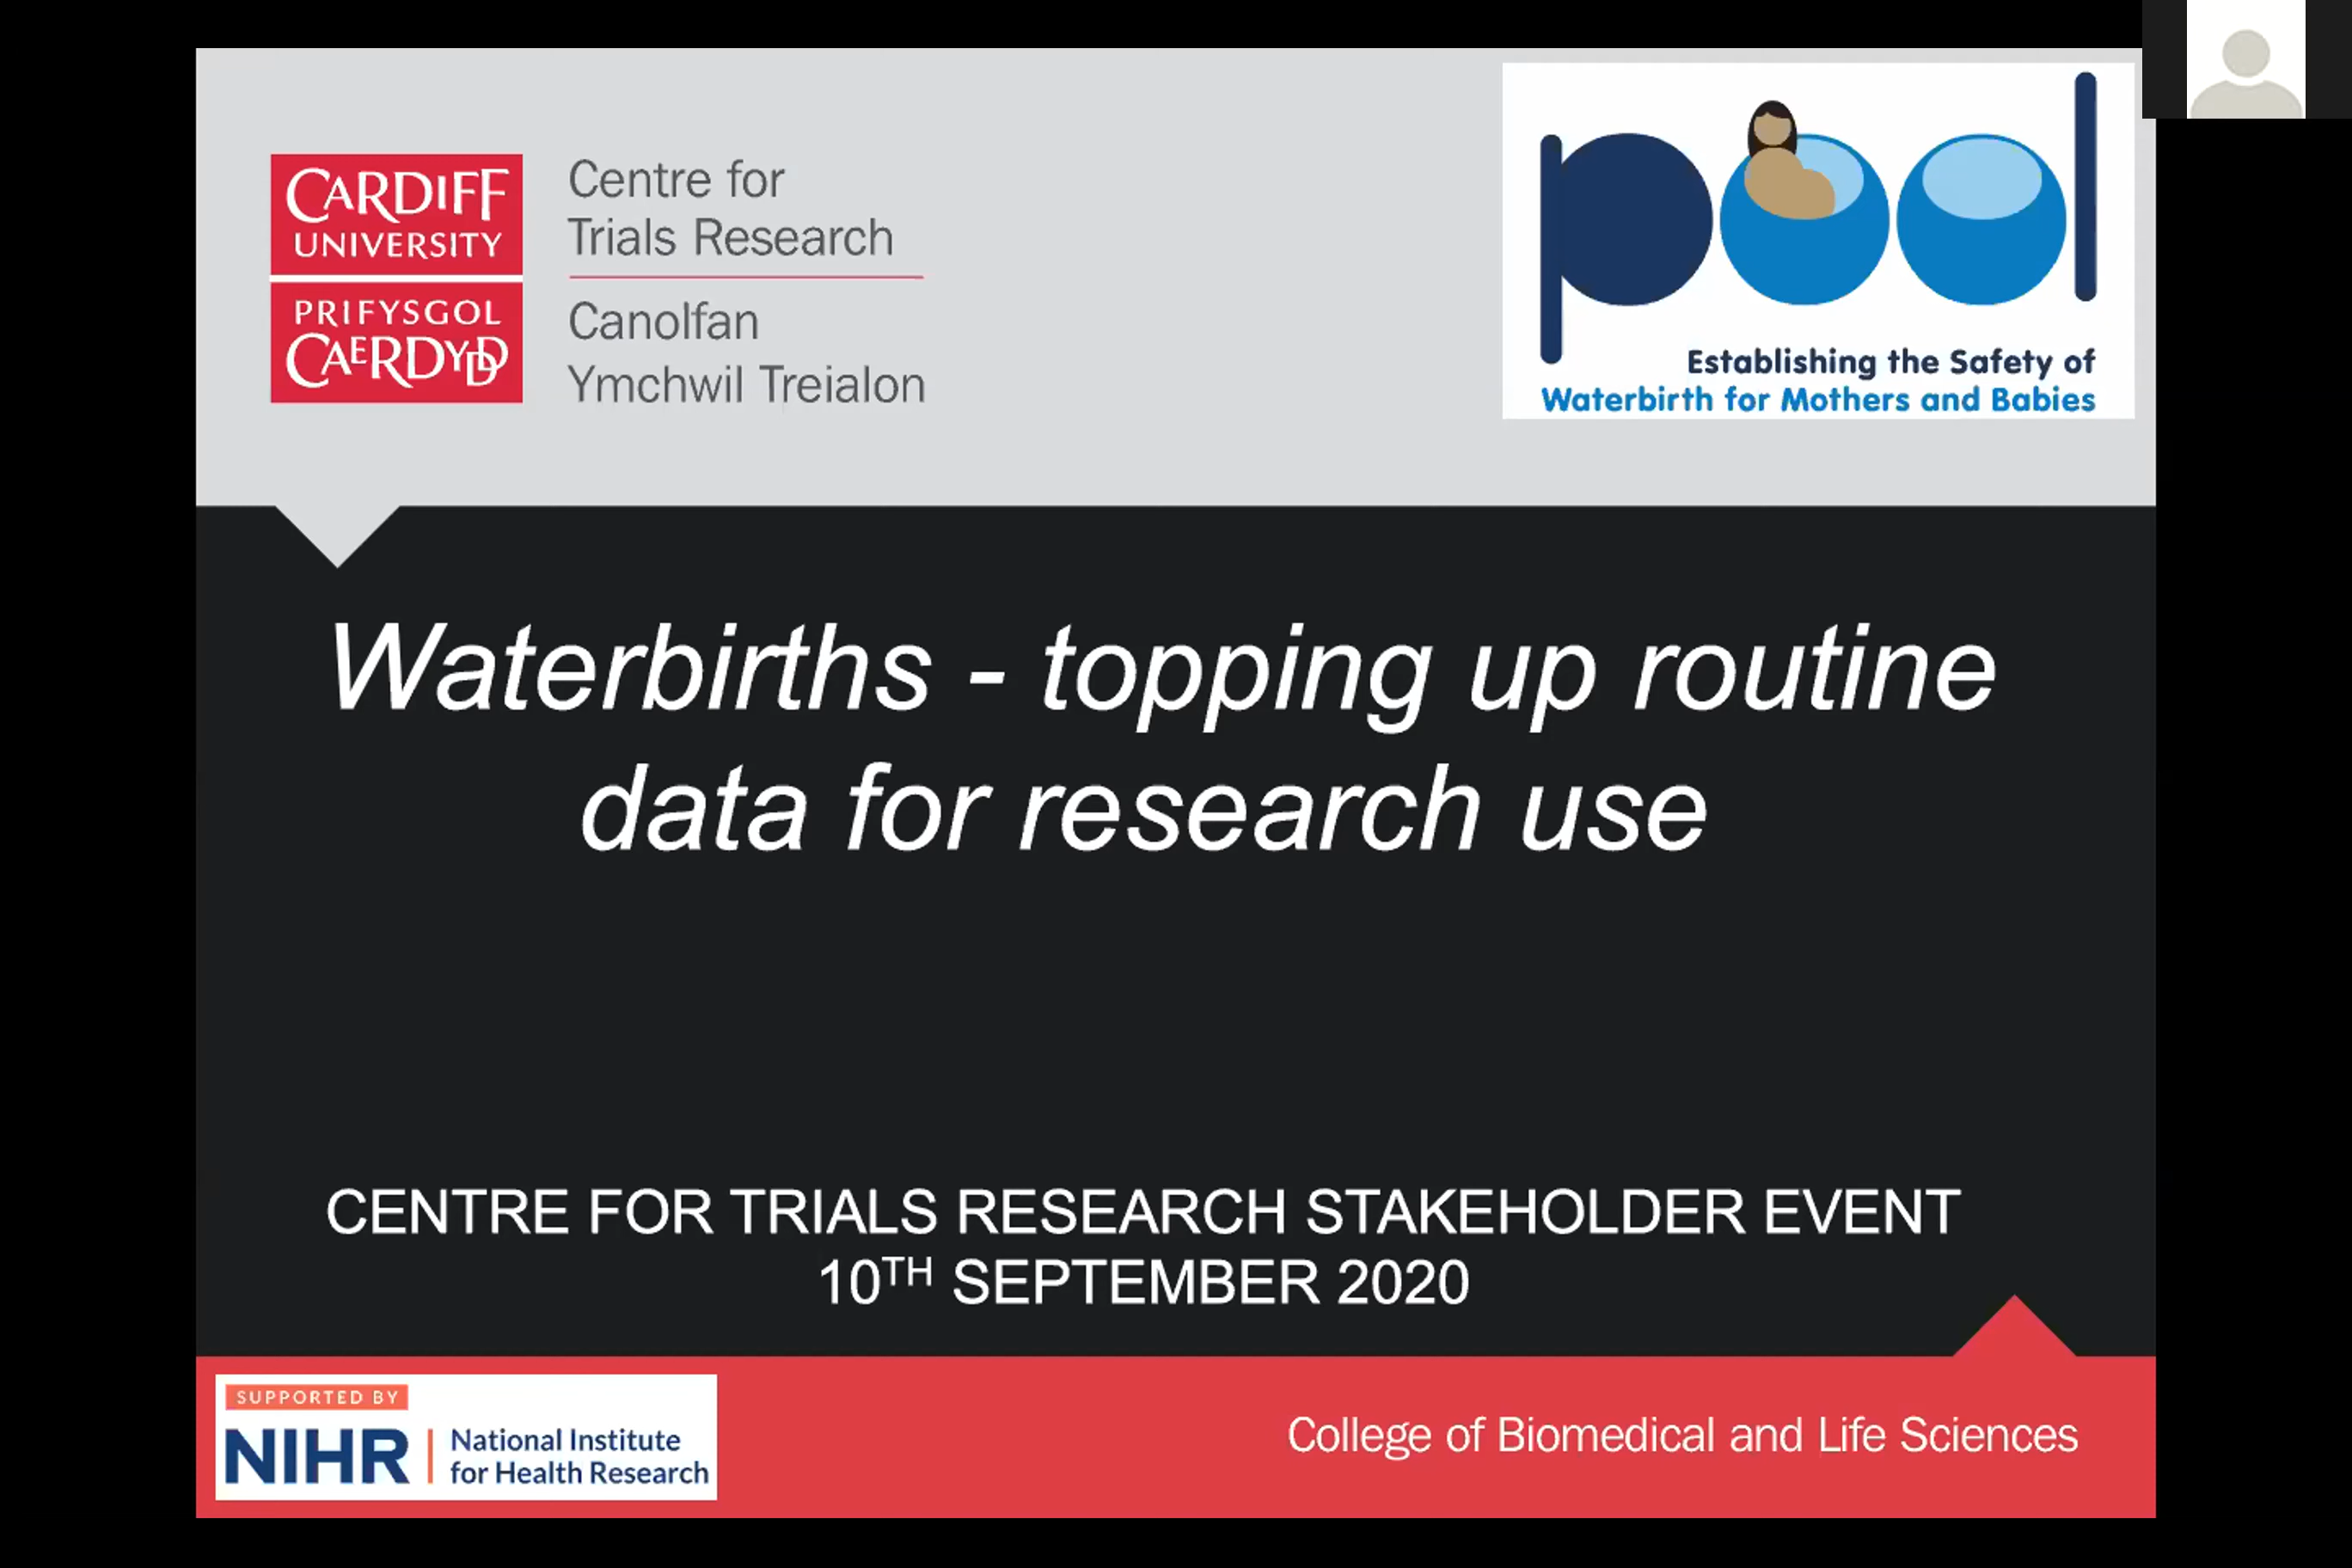 CARDIFF
UNIVERSITY
PRIFYSGOL
CAERDYDD
Centre for
Trials Research
Canolfan
Ymchwil Treialon
pool
Establishing the Safety of
Waterbirth for Mothers and Babies
Waterbirths - topping up routine
data for research use
CENTRE FOR TRIALS RESEARCH STAKEHOLDER EVENT
10TH SEPTEMBER 2020
SUPPORTED BY
NIHR | National Institute
for Health Research
College of Biomedical and Life Sciences